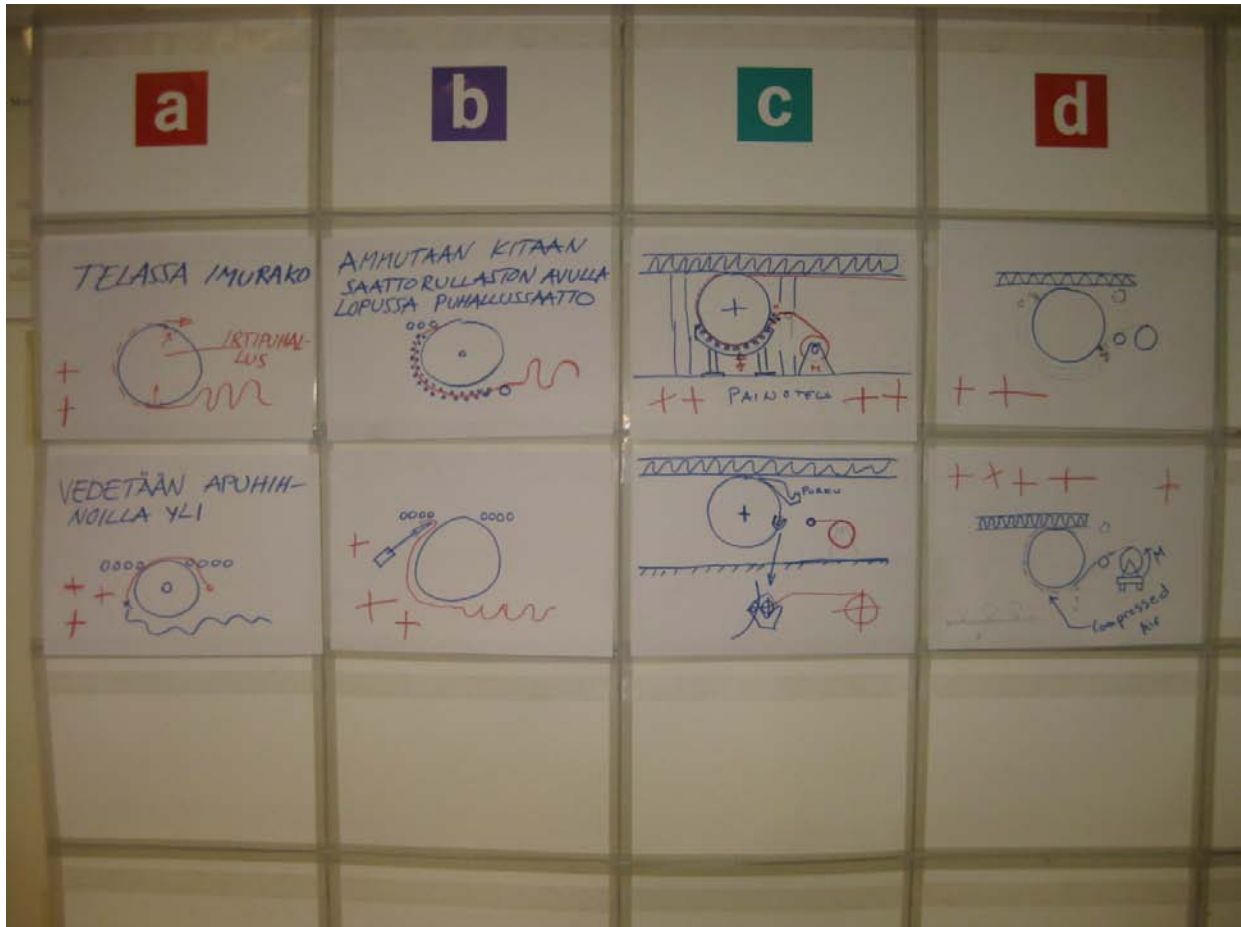 a
b
c
d
TELASSA IMURAKO
IRTIPUHAL-
LUS
AMMUTAAN KITAAN
SAATTORULLASTON AVULLA
LOPUSSA PUHALLUSSAATTO
M
PAINOTELA
VEDETÄÄN APUHIH-
NOILLA YLI
PURKU
M
Compressed
Air